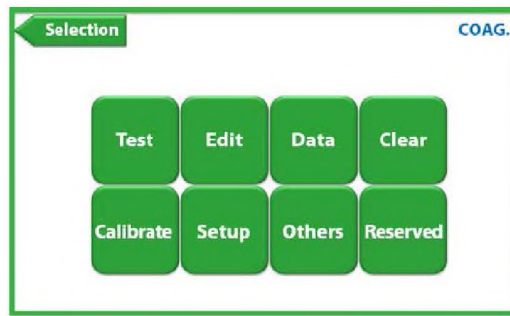 Selection
COAG.
Test Edit Data Clear
Calibrate Setup Others Reserved